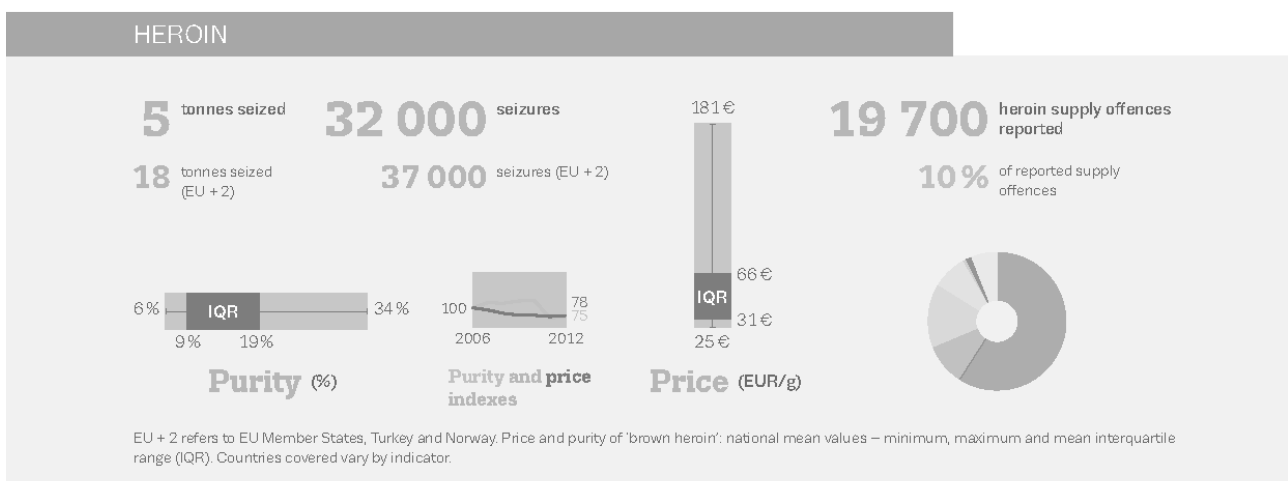 HEROIN
5 tonnes seized
32 000 seizures
18 tonnes seized
(EU + 2)
37 000 seizures (EU + 2)
6 %
IQR
34 %
9 %
19 %
Purity (%)
100
78
75
2006
2012
Purity and price
indexes
181 €
66 €
IQR
31 €
25 €
Price (EUR/g)
19 700 heroin supply offences
reported
10 % of reported supply
offences
EU + 2 refers to EU Member States, Turkey and Norway. Price and purity of 'brown heroin': national mean values – minimum, maximum and mean interquartile
range (IQR). Countries covered vary by indicator.